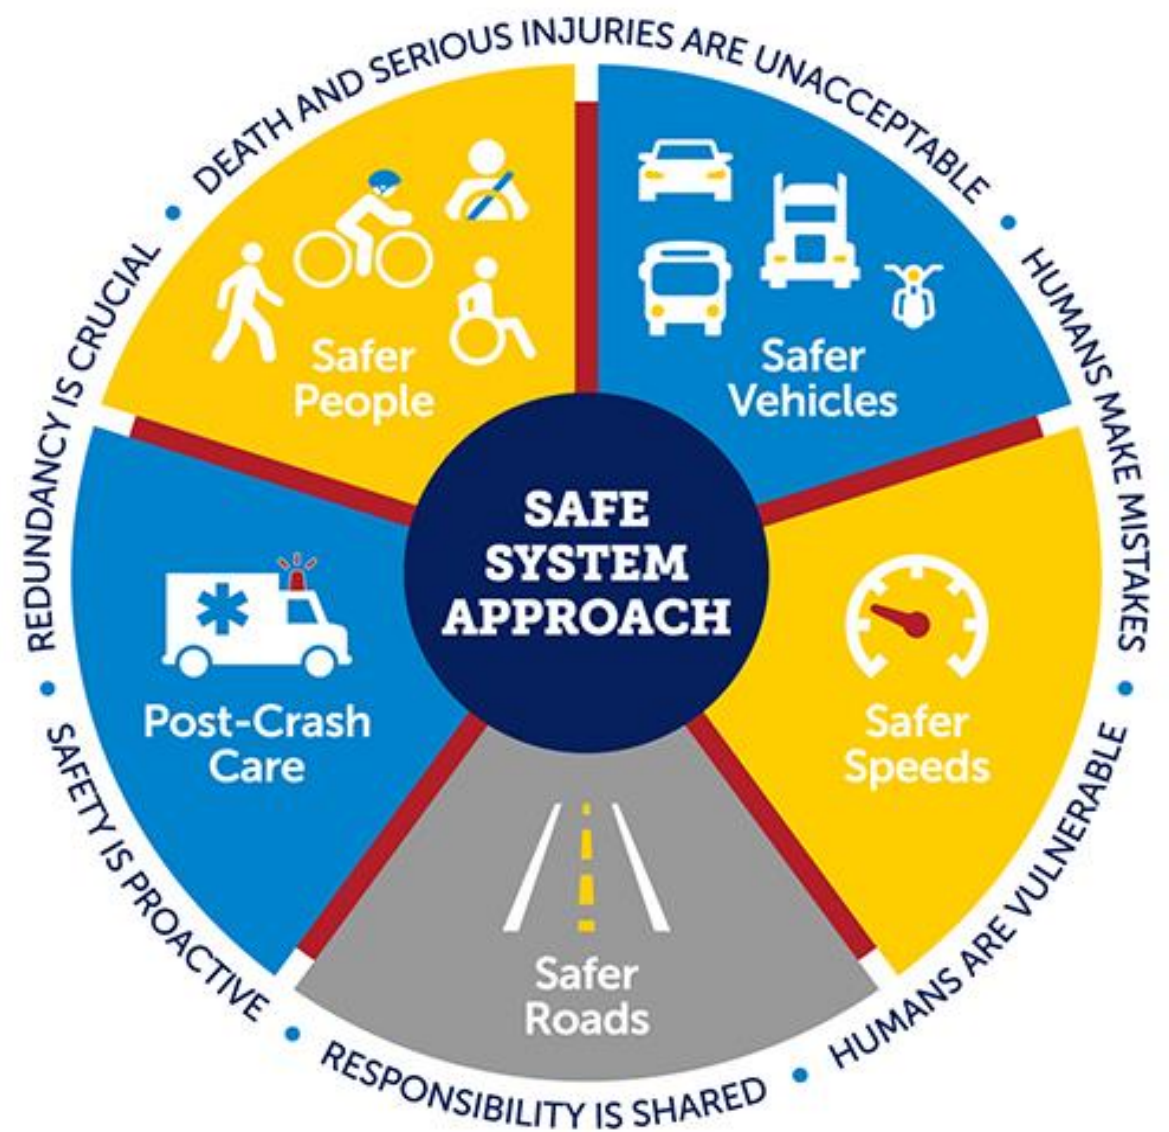 DEATH AND SERIOUS INJURIES ARE UNACCEPTABLE
HUMANS MAKE MISTAKES
HUMANS ARE VULNERABLE
RESPONSIBILITY IS SHARED
SAFETY IS PROACTIVE
REDUNDANCY IS CRUCIAL
Safer
People
Safer
Vehicles
SAFE
SYSTEM
APPROACH
Safer
Speeds
Safer
Roads
Post-Crash
Care